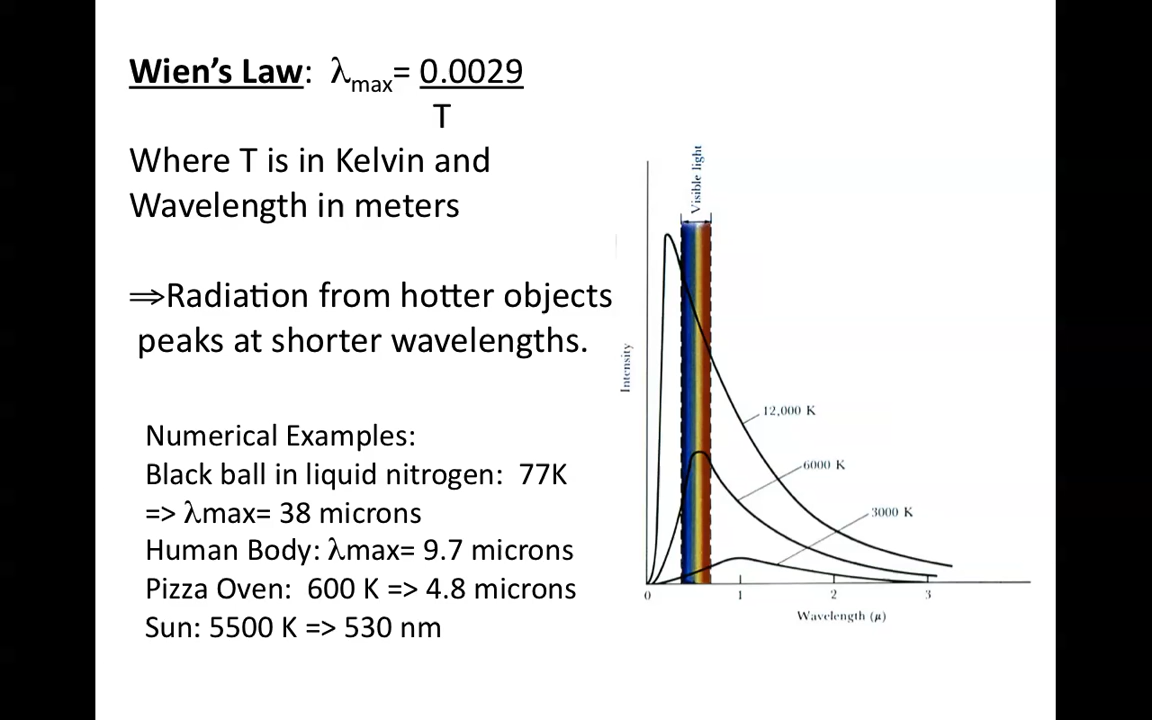 Wien's Law: λmax= 0.0029
T
Where T is in Kelvin and
Wavelength in meters
⇒Radiation from hotter objects
peaks at shorter wavelengths.
Numerical Examples:
Black ball in liquid nitrogen: 77K
=> λmax= 38 microns
Human Body: λmax= 9.7 microns
Pizza Oven: 600 K => 4.8 microns
Sun: 5500 K => 530 nm
Visible light
Intensity
12,000 K
6000 K
3000 K
0 1 2 3
Wavelength (μ)